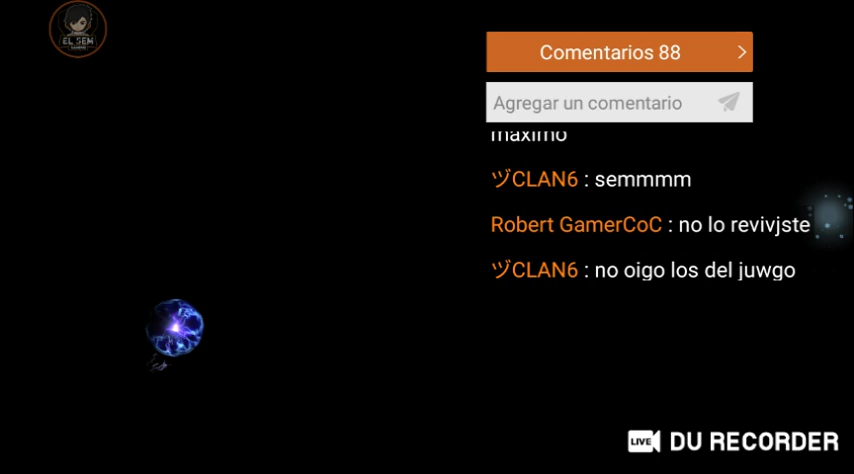 EL SEM
Comentarios 88
Agregar un comentario
maximo
ヅCLAN6 : semmmm
Robert GamerCoC : no lo revivjste
ヅCLAN6 : no oigo los del juwgo
LIVE DU RECORDER